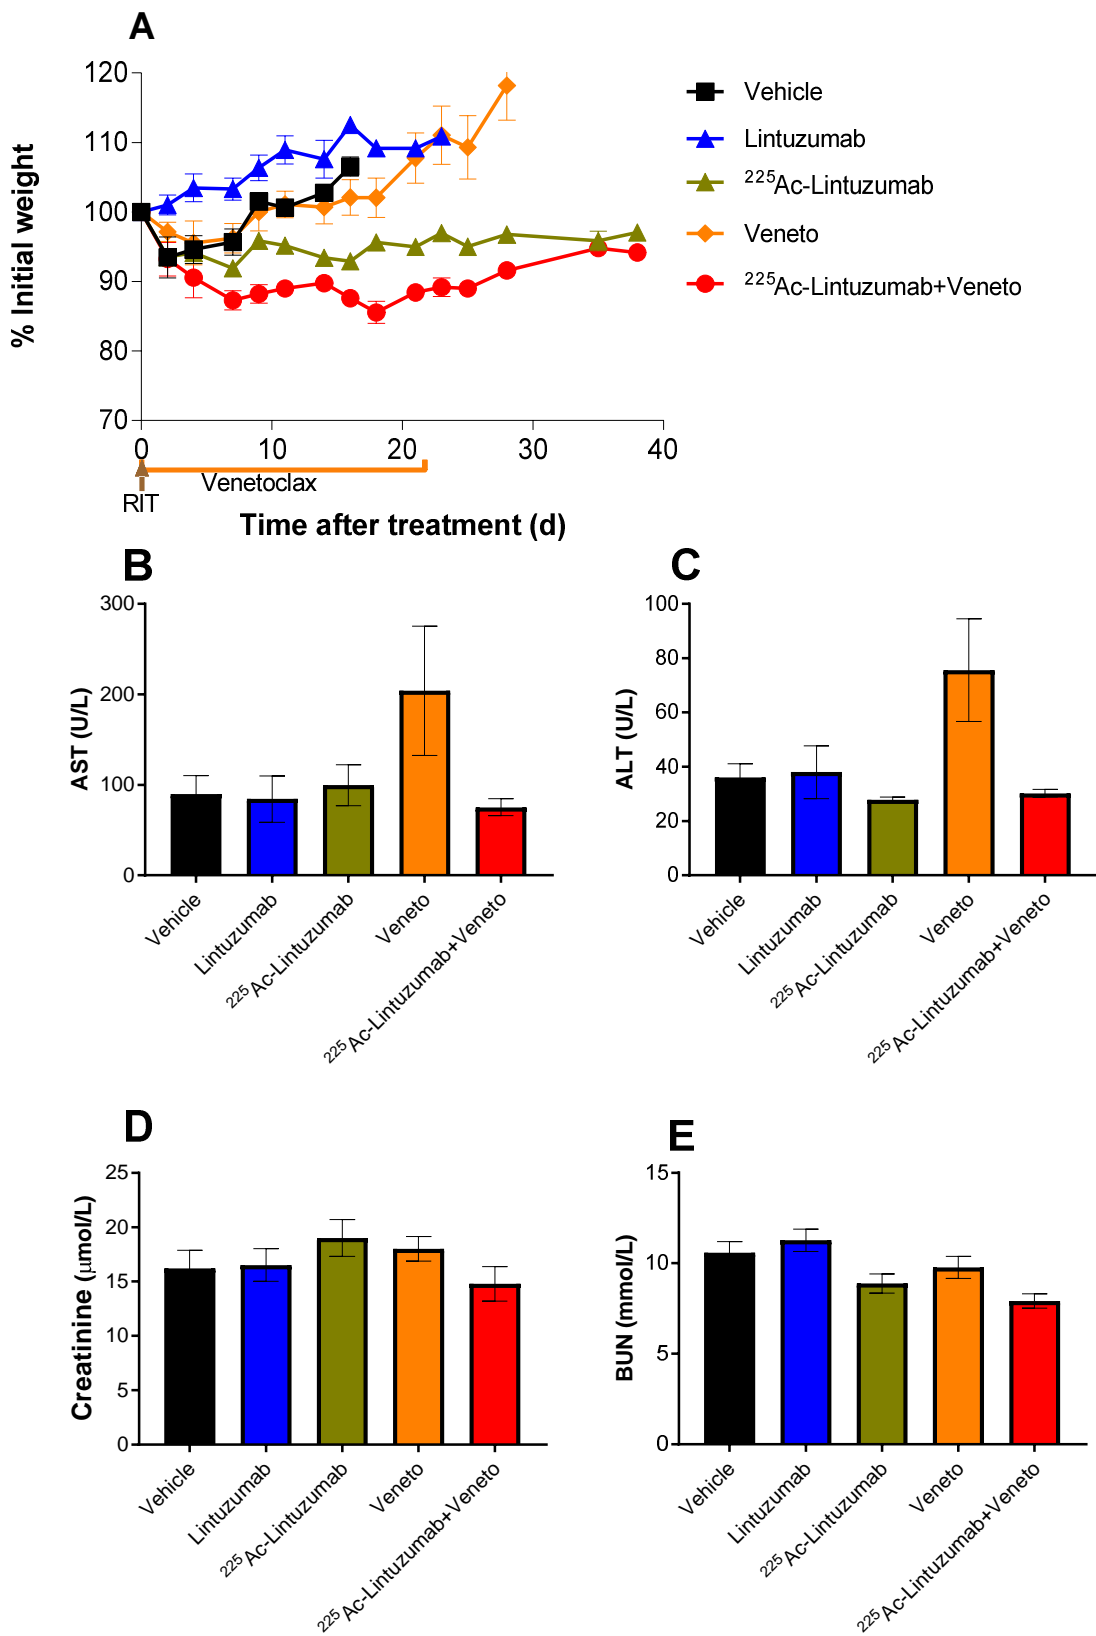 A
% Initial weight
120
110
100
90
80
70
0 10 20 30 40
Venetoclax
RIT
Time after treatment (d)
Vehicle
Lintuzumab
²²⁵Ac-Lintuzumab
Veneto
²²⁵Ac-Lintuzumab+Veneto
B
AST (U/L)
300
200
100
0
Vehicle
Lintuzumab
²²⁵Ac-Lintuzumab
Veneto
²²⁵Ac-Lintuzumab+Veneto
C
ALT (U/L)
100
80
60
40
20
0
Vehicle
Lintuzumab
²²⁵Ac-Lintuzumab
Veneto
²²⁵Ac-Lintuzumab+Veneto
D
Creatinine (μmol/L)
25
20
15
10
5
0
Vehicle
Lintuzumab
²²⁵Ac-Lintuzumab
Veneto
²²⁵Ac-Lintuzumab+Veneto
E
BUN (mmol/L)
15
10
5
0
Vehicle
Lintuzumab
²²⁵Ac-Lintuzumab
Veneto
²²⁵Ac-Lintuzumab+Veneto